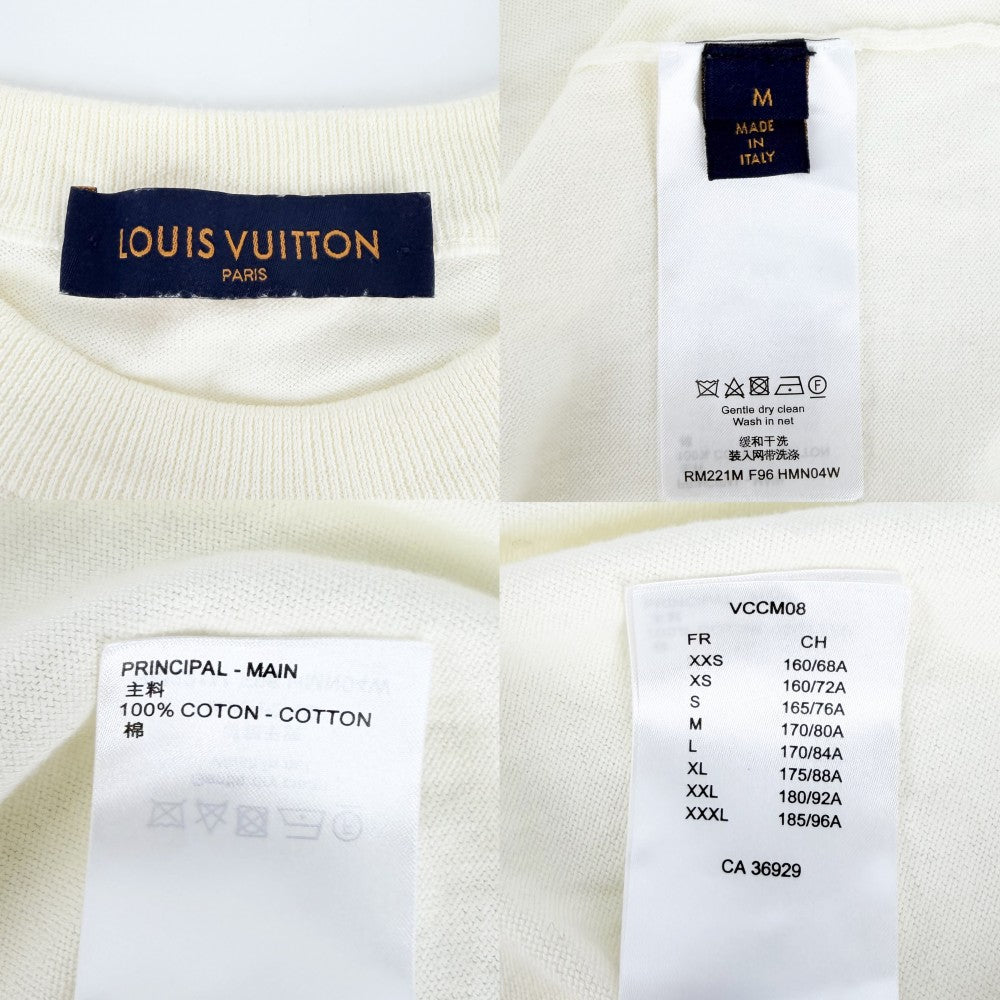 LOUIS VUITTON
PARIS
M
MADE
IN
ITALY
Gentle dry clean
Wash in net
缓和干洗
装入网带洗涤
RM221M F96 HMN04W
PRINCIPAL - MAIN
主料
100% COTON - COTTON
棉
VCCM08
FR CH
XXS 160/68A
XS 160/72A
S 165/76A
M 170/80A
L 170/84A
XL 175/88A
XXL 180/92A
XXXL 185/96A
CA 36929